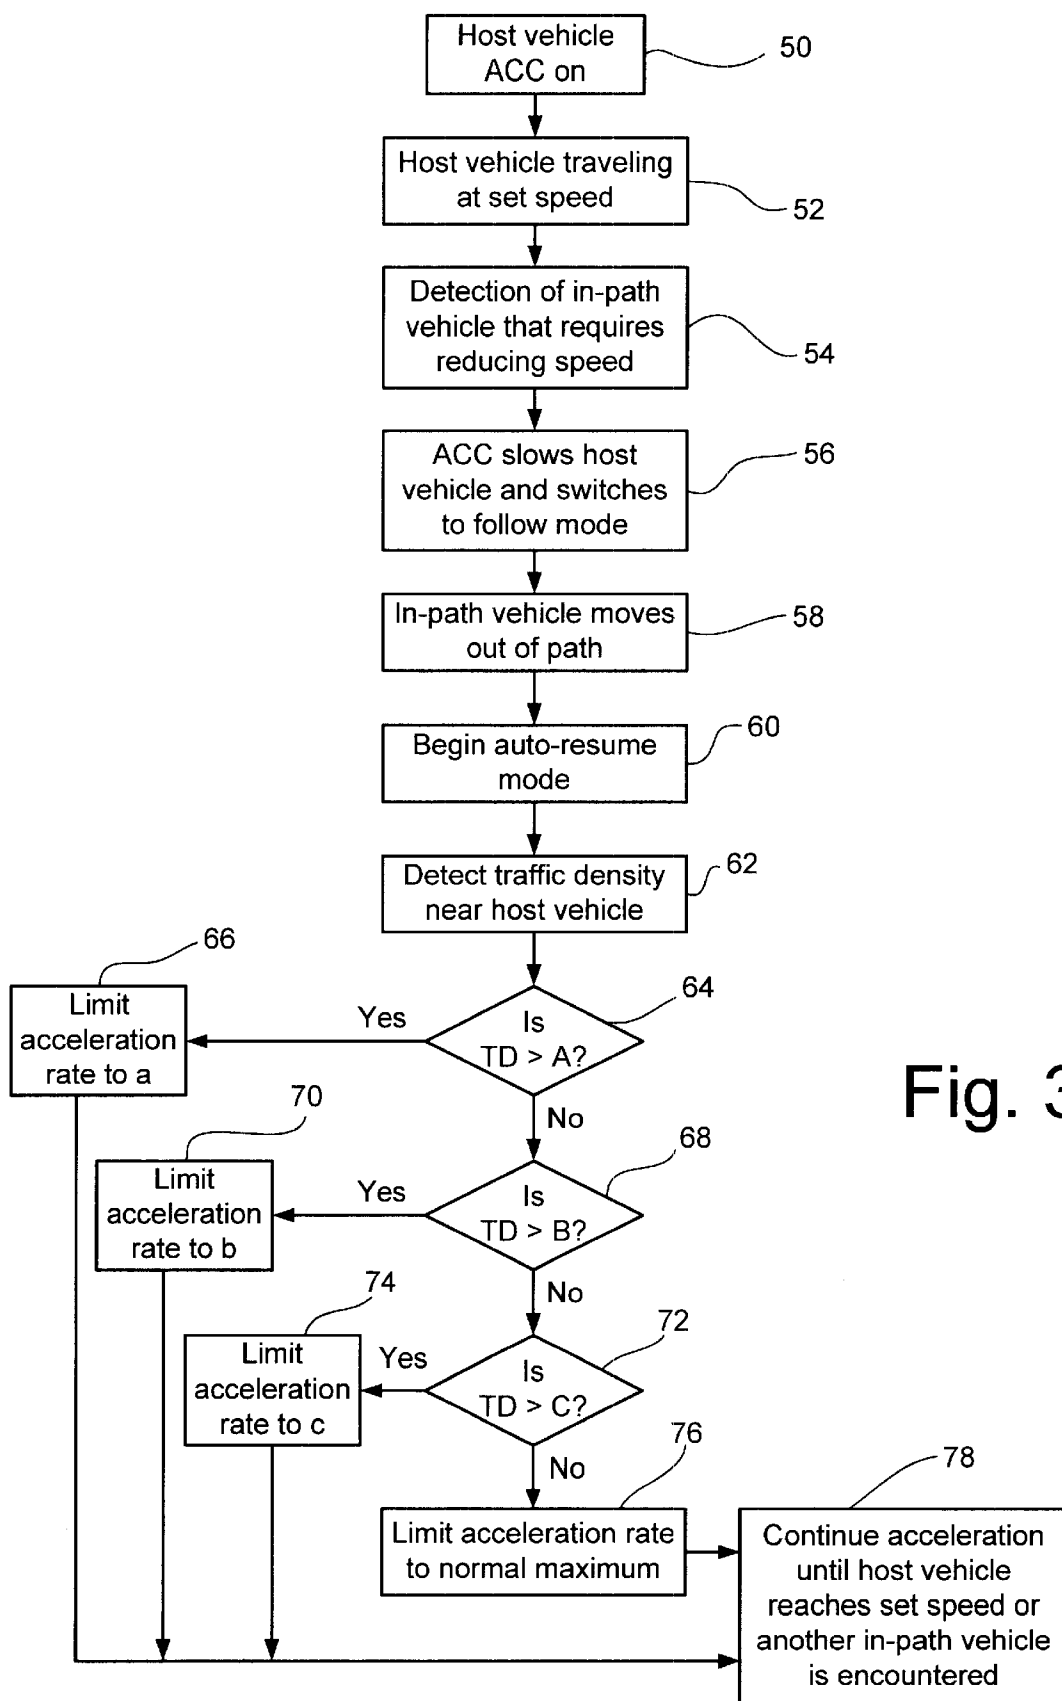 Host vehicle
ACC on
50
Host vehicle traveling
at set speed
52
Detection of in-path
vehicle that requires
reducing speed
54
ACC slows host
vehicle and switches
to follow mode
56
In-path vehicle moves
out of path
58
Begin auto-resume
mode
60
Detect traffic density
near host vehicle
62
66
Limit
acceleration
rate to a
Yes
64
Is
TD > A?
No
Fig. 3
70
Limit
acceleration
rate to b
Yes
68
Is
TD > B?
No
74
Limit
acceleration
rate to c
Yes
72
Is
TD > C?
No
76
Limit acceleration rate
to normal maximum
78
Continue acceleration
until host vehicle
reaches set speed or
another in-path vehicle
is encountered